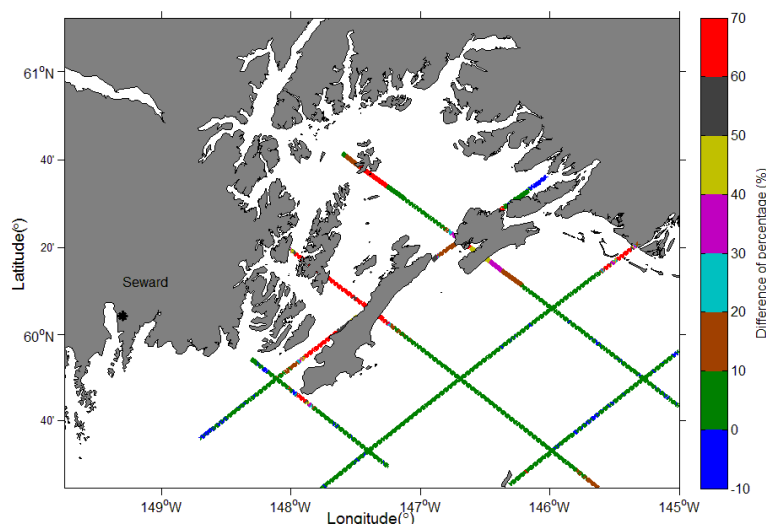 61°N
40'
20'
60°N
40'
Latitude(°)
Seward
149°W
148°W
147°W
146°W
145°W
Longitude(°)
70
60
50
40
30
20
10
0
-10
Difference of percentage (%)